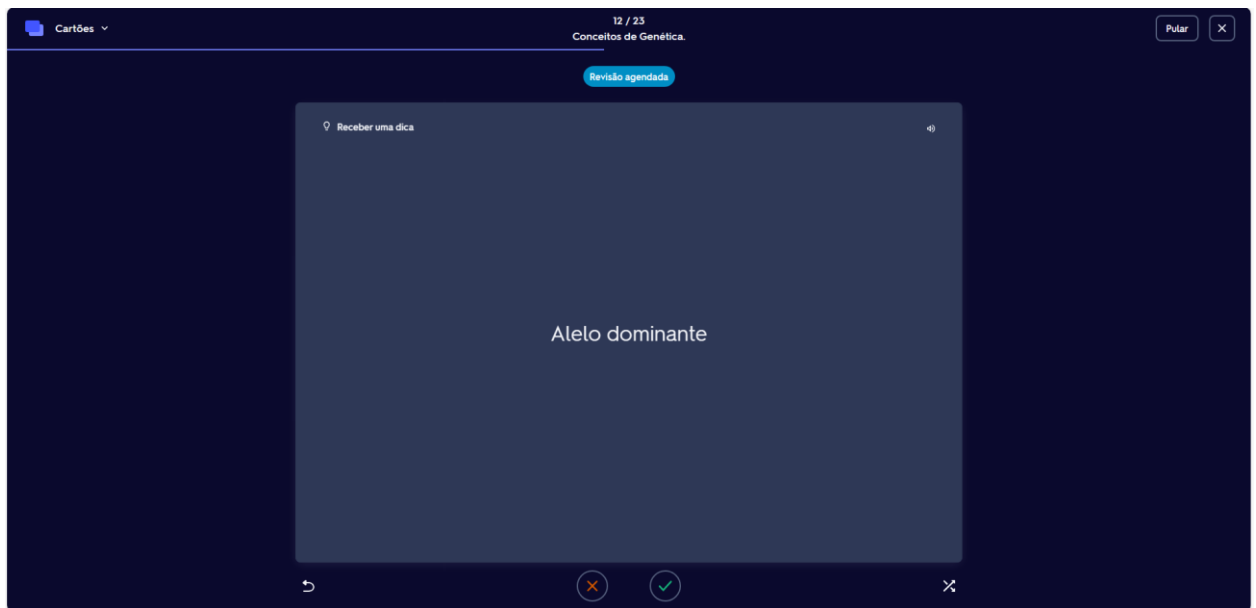 Cartões
12 / 23
Conceitos de Genética.
Pular
Revisão agendada
Receber uma dica
Alelo dominante